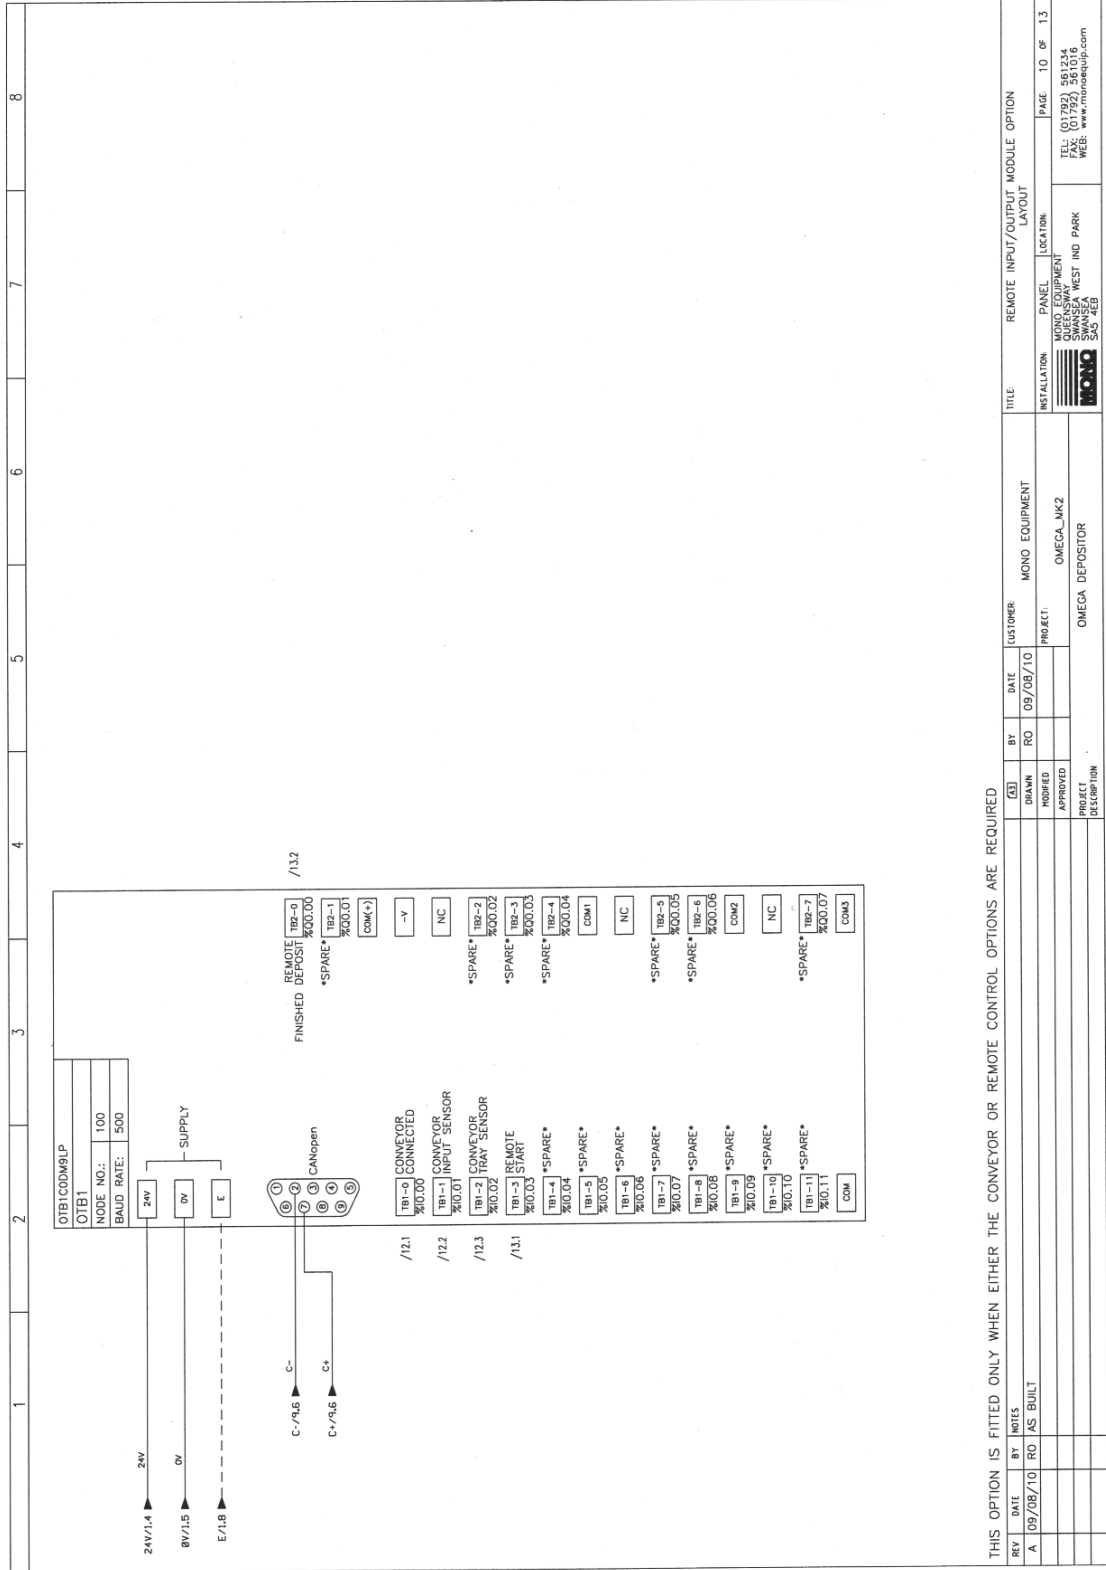 1 2 3 4 5 6 7 8
OTB1C0DM9LP
OTB1
NODE NO.: 100
BAUD RATE: 500
24V/1.4 24V 24V
0V/1.5 0V 0V
SUPPLY
E/1.8 E
C-/9.6 C-
C+/9.6 C+
1 2 3 4 5
6 7 8 9
CANopen
/12.1 TB1-0 CONVEYOR
%I0.00 CONNECTED
/12.2 TB1-1 CONVEYOR
%I0.01 INPUT SENSOR
/12.3 TB1-2 CONVEYOR
%I0.02 TRAY SENSOR
/13.1 TB1-3 REMOTE
%I0.03 START
TB1-4 *SPARE*
%I0.04
TB1-5 *SPARE*
%I0.05
TB1-6 *SPARE*
%I0.06
TB1-7 *SPARE*
%I0.07
TB1-8 *SPARE*
%I0.08
TB1-9 *SPARE*
%I0.09
TB1-10 *SPARE*
%I0.10
TB1-11 *SPARE*
%I0.11
COM
REMOTE TB2-0 /13.2
FINISHED DEPOSIT %Q0.00
*SPARE* TB2-1
%Q0.01
COM(+)
-V
NC
*SPARE* TB2-2
%Q0.02
*SPARE* TB2-3
%Q0.03
*SPARE* TB2-4
%Q0.04
COM1
NC
*SPARE* TB2-5
%Q0.05
*SPARE* TB2-6
%Q0.06
COM2
NC
*SPARE* TB2-7
%Q0.07
COM3
THIS OPTION IS FITTED ONLY WHEN EITHER THE CONVEYOR OR REMOTE CONTROL OPTIONS ARE REQUIRED
REV DATE BY NOTES
A 09/08/10 RO AS BUILT
A3 BY DATE
DRAWN RO 09/08/10
MODIFIED
APPROVED
PROJECT
DESCRIPTION
OMEGA DEPOSITOR
CUSTOMER: MONO EQUIPMENT
PROJECT: OMEGA_MK2
TITLE: REMOTE INPUT/OUTPUT MODULE OPTION
LAYOUT
INSTALLATION: PANEL LOCATION: PAGE: 10 OF 13
MONO
MONO EQUIPMENT
QUEENSWAY
SWANSEA WEST IND PARK
SWANSEA
SA5 4EB
TEL: (01792) 561234
FAX: (01792) 561016
WEB: www.monoequip.com